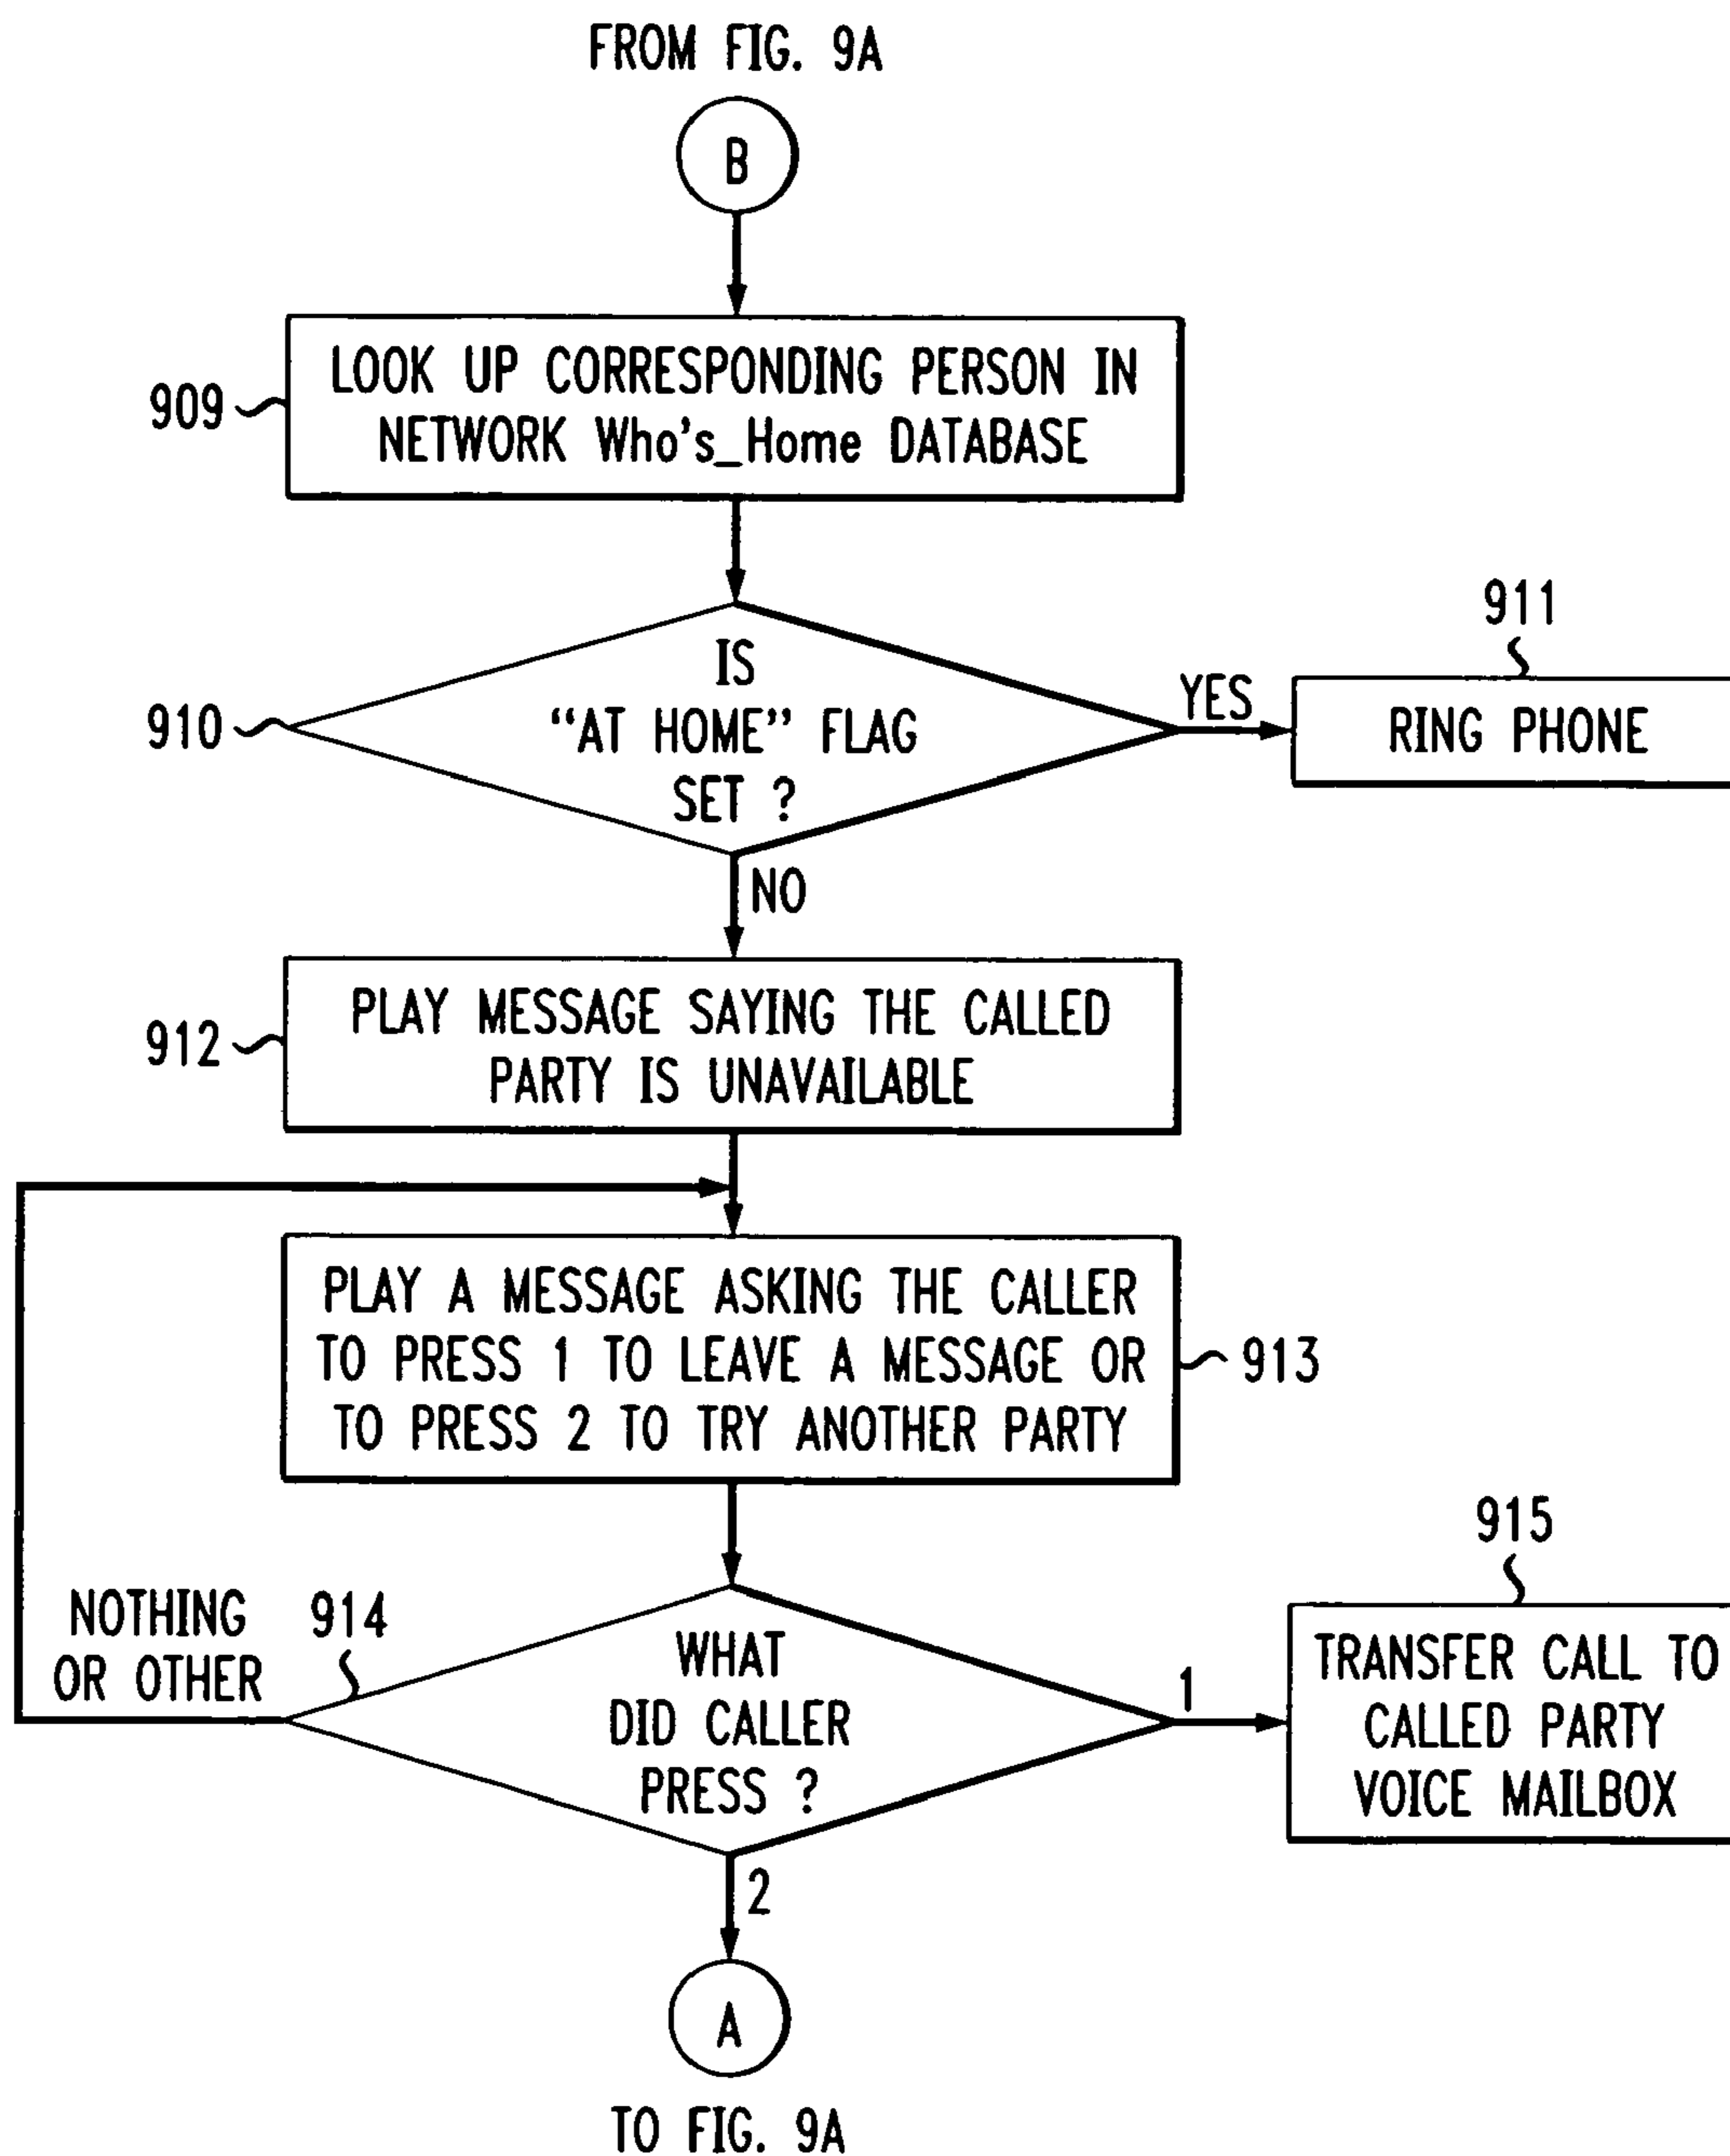 FROM FIG. 9A
B
909
LOOK UP CORRESPONDING PERSON IN
NETWORK Who's_Home DATABASE
910
IS
“AT HOME” FLAG
SET ?
YES
911
RING PHONE
NO
912
PLAY MESSAGE SAYING THE CALLED
PARTY IS UNAVAILABLE
PLAY A MESSAGE ASKING THE CALLER
TO PRESS 1 TO LEAVE A MESSAGE OR
TO PRESS 2 TO TRY ANOTHER PARTY
913
NOTHING
OR OTHER
914
WHAT
DID CALLER
PRESS ?
1
915
TRANSFER CALL TO
CALLED PARTY
VOICE MAILBOX
2
A
TO FIG. 9A